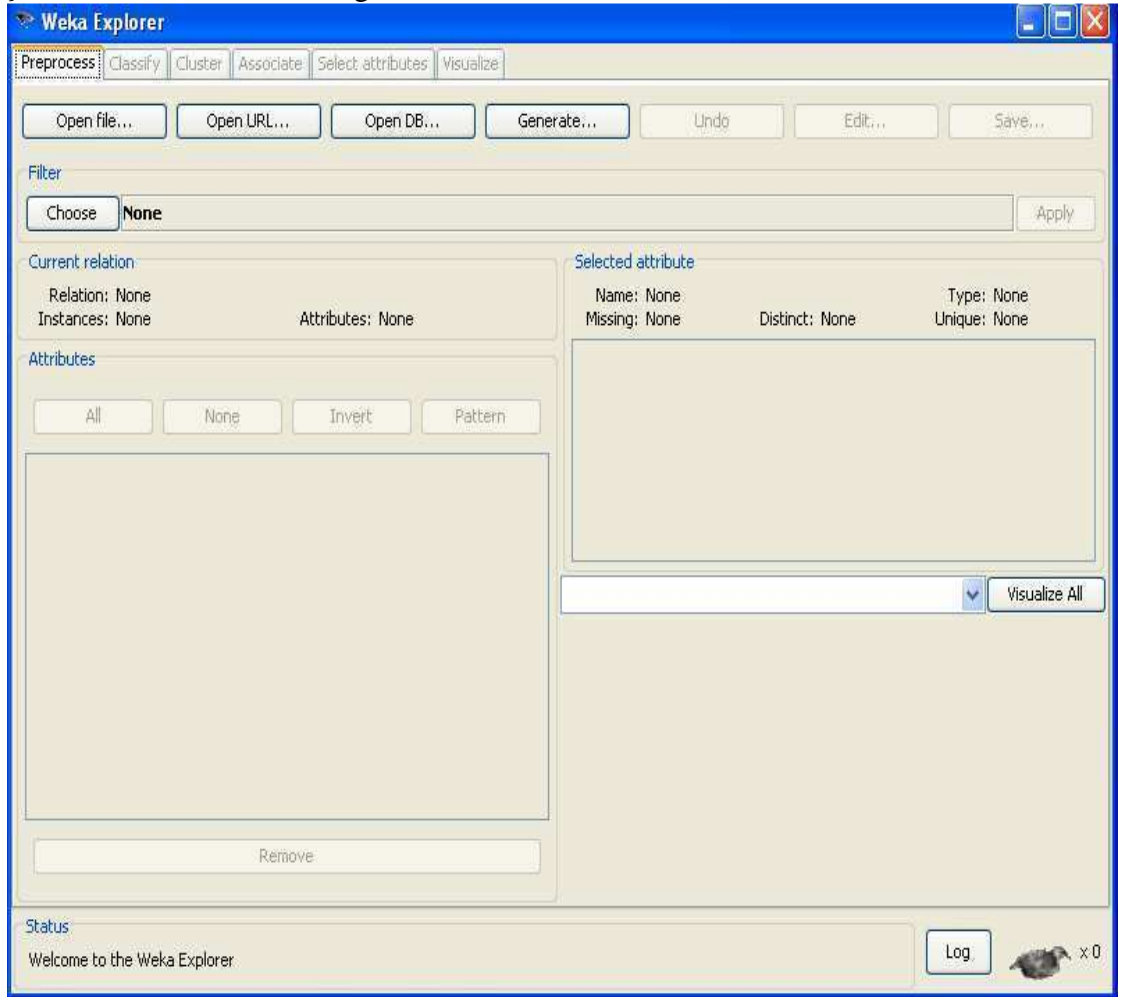 Weka Explorer
Preprocess Classify Cluster Associate Select attributes Visualize
Open file... Open URL... Open DB... Generate... Undo Edit... Save...
Filter
Choose None Apply
Current relation
Relation: None
Instances: None Attributes: None
Selected attribute
Name: None Type: None
Missing: None Distinct: None Unique: None
Attributes
All None Invert Pattern
Visualize All
Remove
Status
Welcome to the Weka Explorer
Log x 0